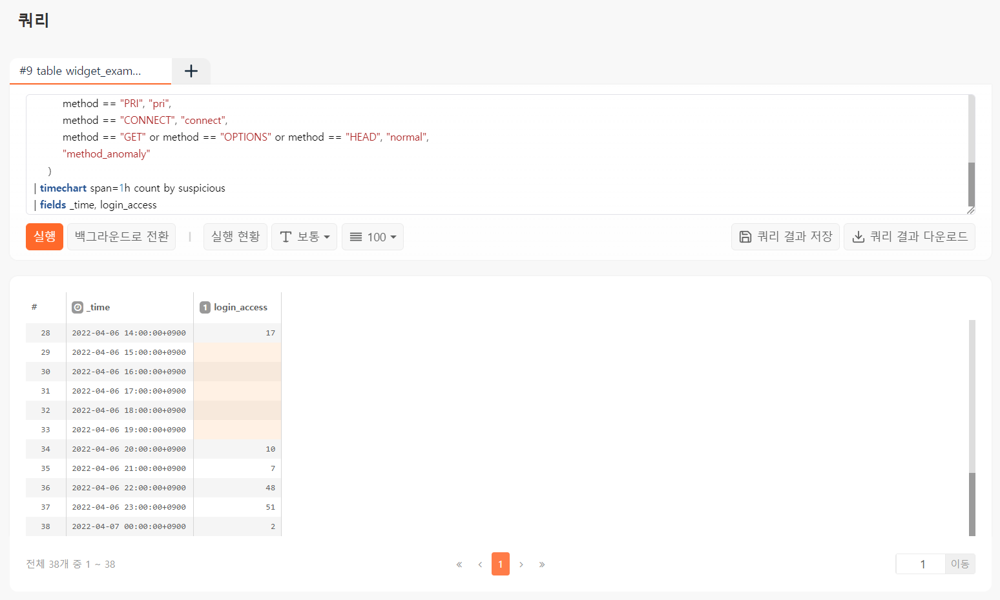 쿼리
#9 table widget_exam...
method == "PRI", "pri",
method == "CONNECT", "connect",
method == "GET" or method == "OPTIONS" or method == "HEAD", "normal",
"method_anomaly"
)
| timechart span=1h count by suspicious
| fields _time, login_access
실행 백그라운드로 전환 | 실행 현황 보통 100 쿼리 결과 저장 쿼리 결과 다운로드
# _time 1 login_access
28 2022-04-06 14:00:00+0900 17
29 2022-04-06 15:00:00+0900
30 2022-04-06 16:00:00+0900
31 2022-04-06 17:00:00+0900
32 2022-04-06 18:00:00+0900
33 2022-04-06 19:00:00+0900
34 2022-04-06 20:00:00+0900 10
35 2022-04-06 21:00:00+0900 7
36 2022-04-06 22:00:00+0900 48
37 2022-04-06 23:00:00+0900 51
38 2022-04-07 00:00:00+0900 2
전체 38개 중 1 ~ 38 « ‹ 1 › » 1 이동